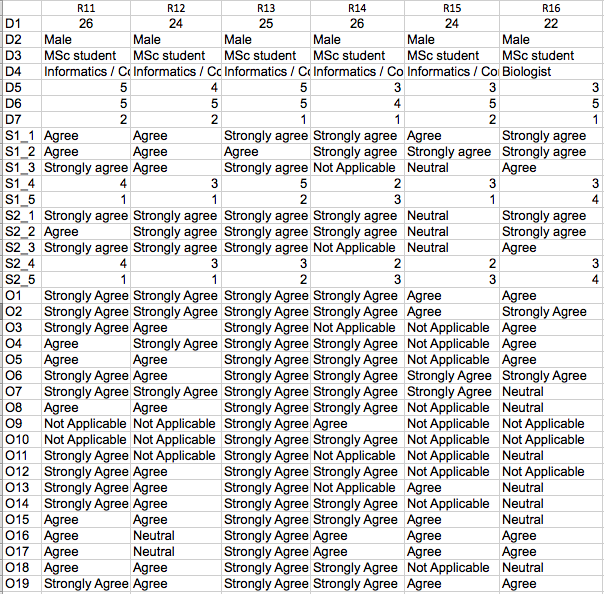 R11 R12 R13 R14 R15 R16
D1 26 24 25 26 24 22
D2 Male Male Male Male Male Male
D3 MSc student MSc student MSc student MSc student MSc student MSc student
D4 Informatics / Co Informatics / Co Informatics / Co Informatics / Co Informatics / Co Biologist
D5 5 4 5 3 3 3
D6 5 5 5 4 5 5
D7 2 2 1 1 2 1
S1_1 Agree Agree Strongly agree Strongly agree Agree Strongly agree
S1_2 Agree Agree Agree Strongly agree Strongly agree Strongly agree
S1_3 Strongly agree Agree Strongly agree Not Applicable Neutral Agree
S1_4 4 3 5 2 3 3
S1_5 1 1 2 3 1 4
S2_1 Strongly agree Strongly agree Strongly agree Strongly agree Neutral Strongly agree
S2_2 Agree Strongly agree Strongly agree Strongly agree Neutral Strongly agree
S2_3 Strongly agree Strongly agree Strongly agree Not Applicable Neutral Agree
S2_4 4 3 3 2 2 3
S2_5 1 1 2 3 3 4
O1 Strongly Agree Strongly Agree Strongly Agree Strongly Agree Agree Agree
O2 Strongly Agree Strongly Agree Strongly Agree Strongly Agree Agree Strongly Agree
O3 Strongly Agree Agree Strongly Agree Not Applicable Not Applicable Agree
O4 Agree Strongly Agree Strongly Agree Strongly Agree Not Applicable Agree
O5 Agree Agree Strongly Agree Strongly Agree Not Applicable Agree
O6 Strongly Agree Agree Strongly Agree Strongly Agree Strongly Agree Strongly Agree
O7 Strongly Agree Strongly Agree Strongly Agree Strongly Agree Strongly Agree Neutral
O8 Agree Agree Strongly Agree Strongly Agree Not Applicable Neutral
O9 Not Applicable Not Applicable Strongly Agree Agree Not Applicable Not Applicable
O10 Not Applicable Not Applicable Strongly Agree Strongly Agree Not Applicable Not Applicable
O11 Strongly Agree Not Applicable Strongly Agree Not Applicable Not Applicable Neutral
O12 Strongly Agree Agree Strongly Agree Strongly Agree Not Applicable Not Applicable
O13 Strongly Agree Agree Strongly Agree Not Applicable Agree Neutral
O14 Strongly Agree Agree Strongly Agree Strongly Agree Not Applicable Neutral
O15 Agree Agree Strongly Agree Strongly Agree Agree Neutral
O16 Agree Neutral Strongly Agree Agree Agree Agree
O17 Agree Neutral Strongly Agree Agree Agree Agree
O18 Agree Agree Strongly Agree Strongly Agree Not Applicable Neutral
O19 Strongly Agree Agree Strongly Agree Strongly Agree Agree Agree